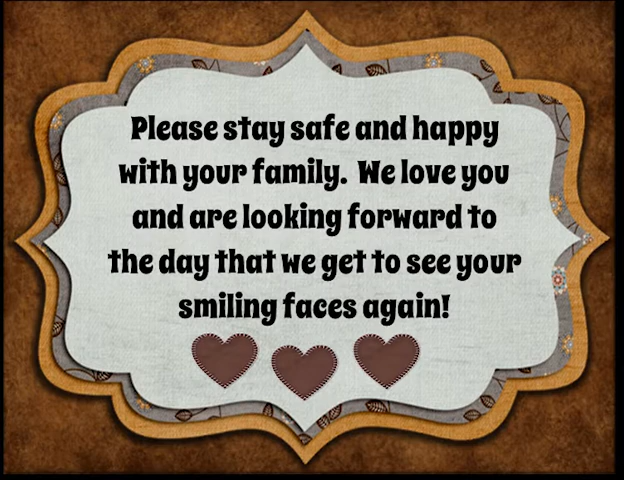 Please stay safe and happy
with your family.  We love you
and are looking forward to
the day that we get to see your
smiling faces again!